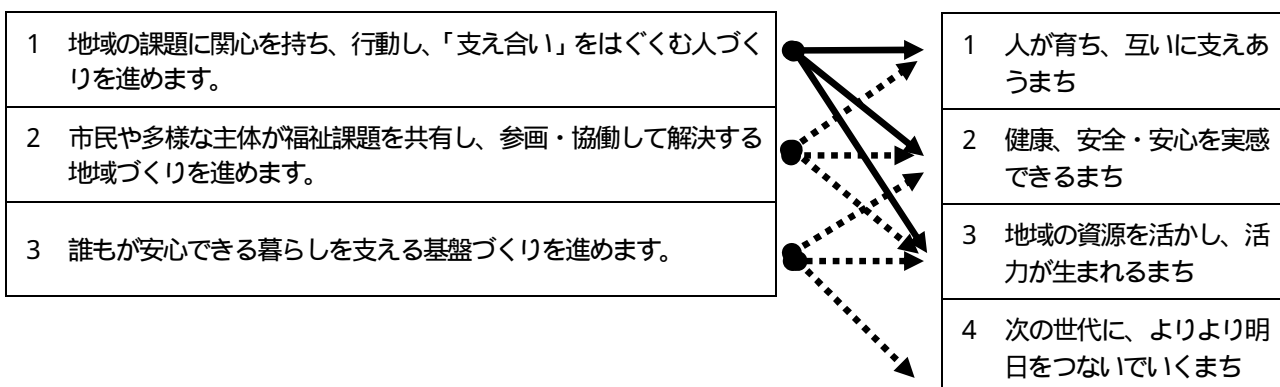 1 地域の課題に関心を持ち、行動し、「支え合い」をはぐくむ人づく
りを進めます。
2 市民や多様な主体が福祉課題を共有し、参画・協働して解決する
地域づくりを進めます。
3 誰もが安心できる暮らしを支える基盤づくりを進めます。
1 人が育ち、互いに支えあ
うまち
2 健康、安全・安心を実感
できるまち
3 地域の資源を活かし、活
力が生まれるまち
4 次の世代に、よりより明
日をつないでいくまち